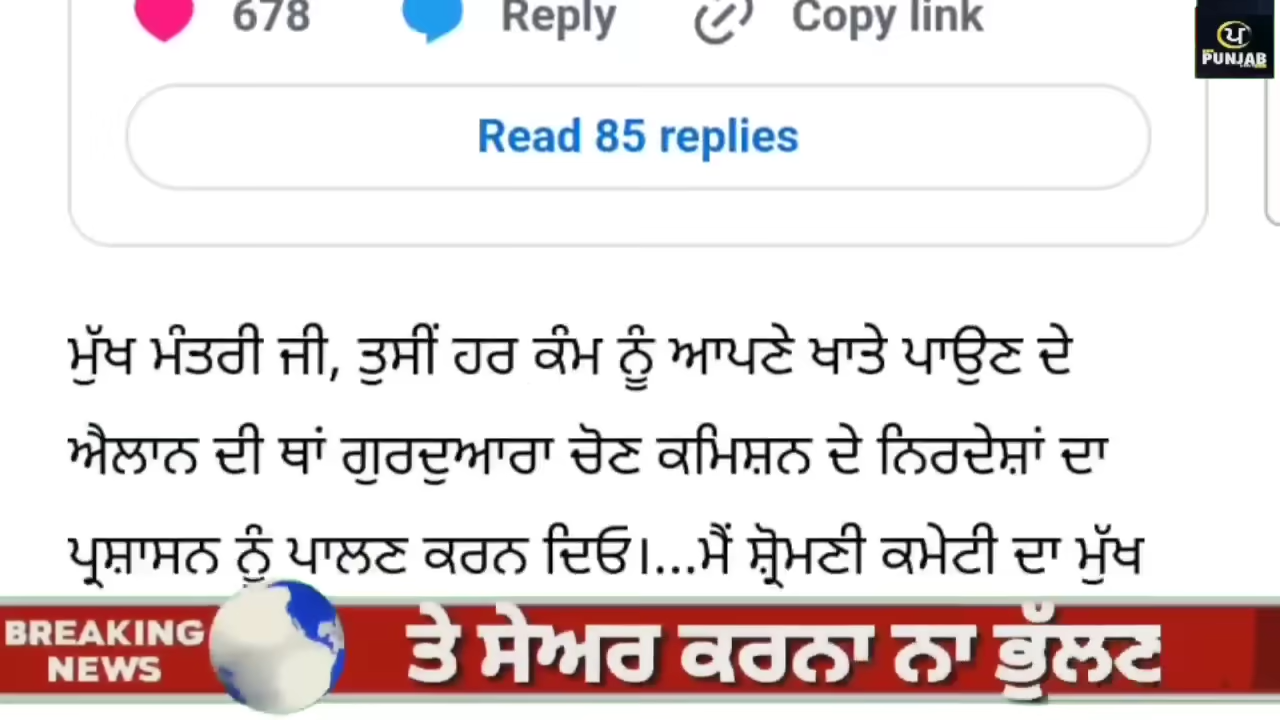 678 Reply Copy link
ਪ
PUNJAB
Read 85 replies
ਮੁੱਖ ਮੰਤਰੀ ਜੀ, ਤੁਸੀਂ ਹਰ ਕੰਮ ਨੂੰ ਆਪਣੇ ਖਾਤੇ ਪਾਉਣ ਦੇ
ਐਲਾਨ ਦੀ ਥਾਂ ਗੁਰਦੁਆਰਾ ਚੋਣ ਕਮਿਸ਼ਨ ਦੇ ਨਿਰਦੇਸ਼ਾਂ ਦਾ
ਪ੍ਰਸ਼ਾਸਨ ਨੂੰ ਪਾਲਣ ਕਰਨ ਦਿਓ।...ਮੈਂ ਸ਼੍ਰੋਮਣੀ ਕਮੇਟੀ ਦਾ ਮੁੱਖ
BREAKING
NEWS
ਤੇ ਸੇਅਰ ਕਰਨਾ ਨਾ ਭੁੱਲਣ